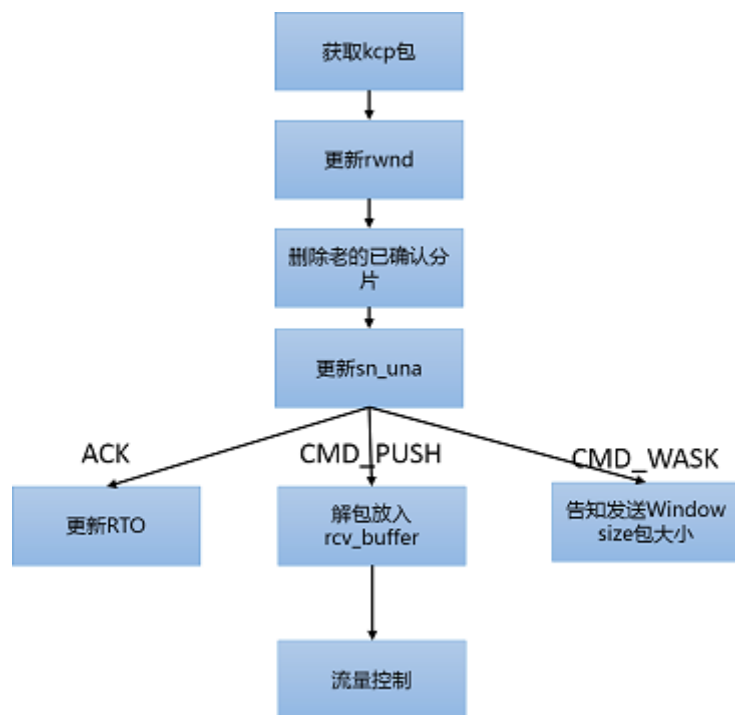 获取kcp包
更新rwnd
删除老的已确认分
片
更新sn_una
ACK
CMD_PUSH
CMD_WASK
更新RTO
解包放入
rcv_buffer
告知发送Window
size包大小
流量控制